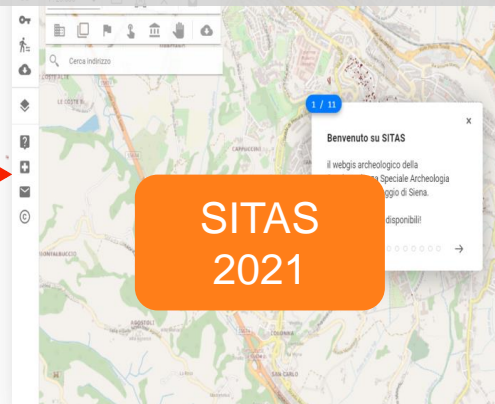 Cerca indirizzo
LE COSTE
CAPPUCCINI
1 / 11
x
Benvenuto su SITAS
il webgis archeologico della
Speciale Archeologia
ggio di Siena.
disponibili!
SITAS
2021
COLONNA
SAN CARLO